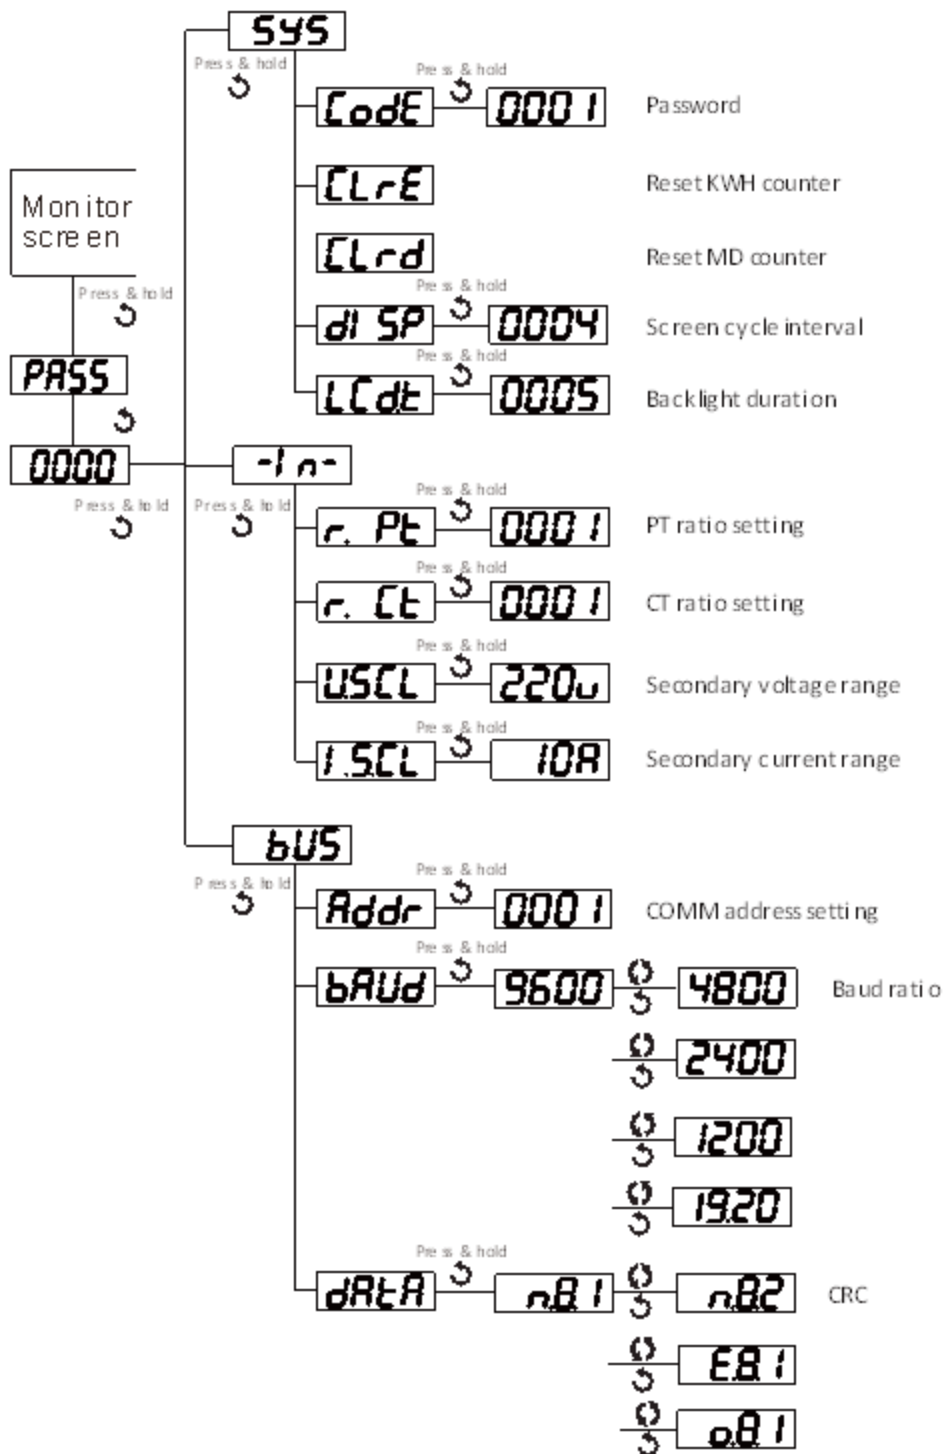 SYS
Press & hold
Press & hold
CodE
0001
Password
CLrE
Reset KWH counter
Monitor
screen
CLrd
Reset MD counter
Press & hold
Press & hold
dI SP
0004
Screen cycle interval
Press & hold
PASS
LCd.t
0005
Backlight duration
0000
-In-
Press & hold
Press & hold
Press & hold
r. Pt
0001
PT ratio setting
Press & hold
r. Ct
0001
CT ratio setting
Press & hold
U.SCL
220u
Secondary voltage range
Press & hold
I.SCL
10A
Secondary current range
bUS
Press & hold
Press & hold
Addr
0001
COMM address setting
Press & hold
bAUd
9600
4800
Baud ratio
2400
1200
19.20
Press & hold
dAtA
n.8.1
n.8.2
CRC
E.8.1
o.8.1